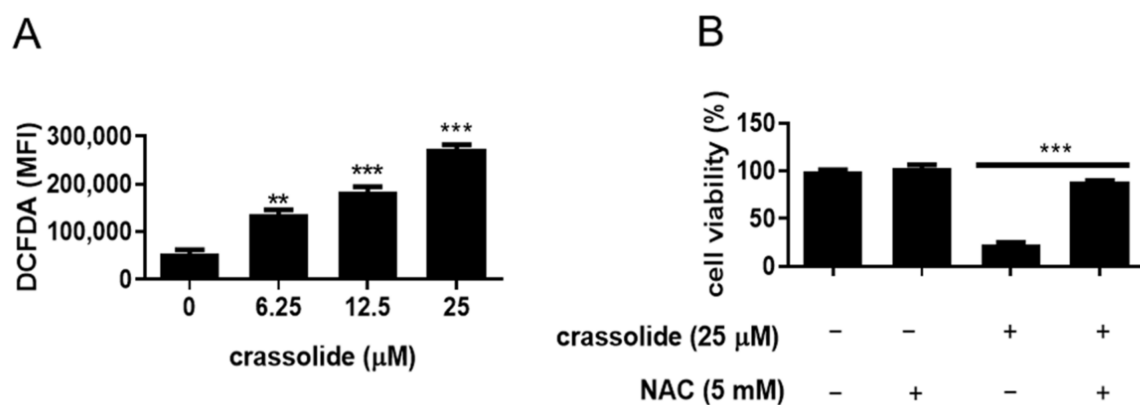 A
DCFDA (MFI)
300,000
200,000
100,000
0
**
***
***
0 6.25 12.5 25
crassolide (μM)
B
cell viability (%)
150
100
50
0
***
crassolide (25 μM) − − + +
NAC (5 mM) − + − +